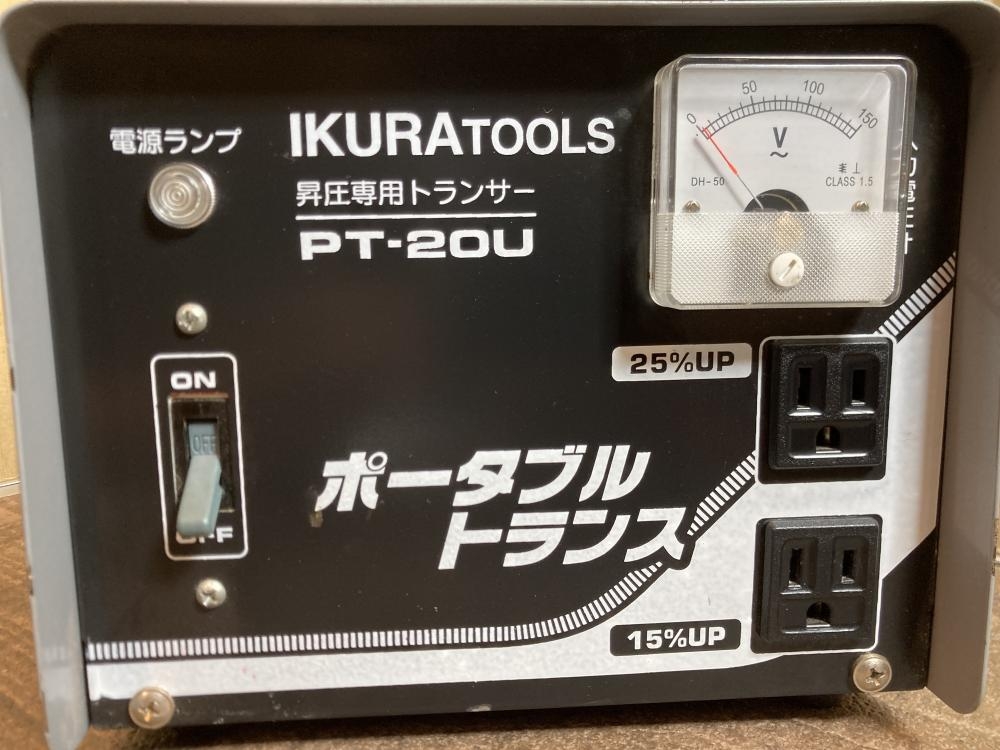 電源ランプ
IKURATOOLS
昇圧専用トランサー
PT-20U
0 50 100 150
V
~
DH-50
CLASS 1.5
ON
OFF
OFF
25%UP
ポータブル
トランス
15%UP